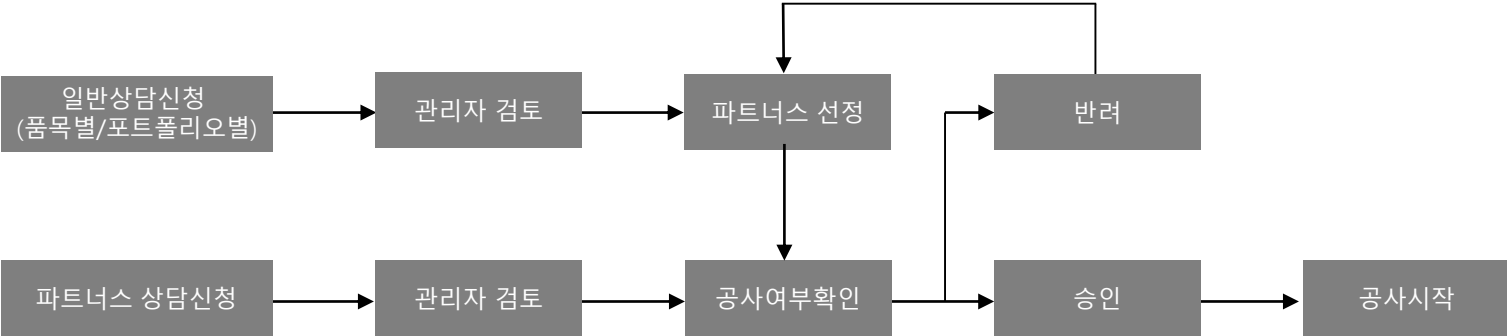 일반상담신청
(품목별/포트폴리오별)
관리자 검토
파트너스 선정
반려
파트너스 상담신청
관리자 검토
공사여부확인
승인
공사시작